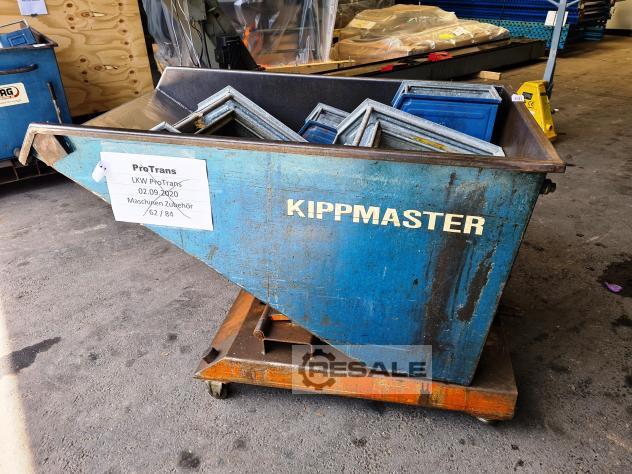 ProTrans
LKW ProTrans
02.09.2020
Maschinen Zubehör
62 / 84
KIPPMASTER
RESALE